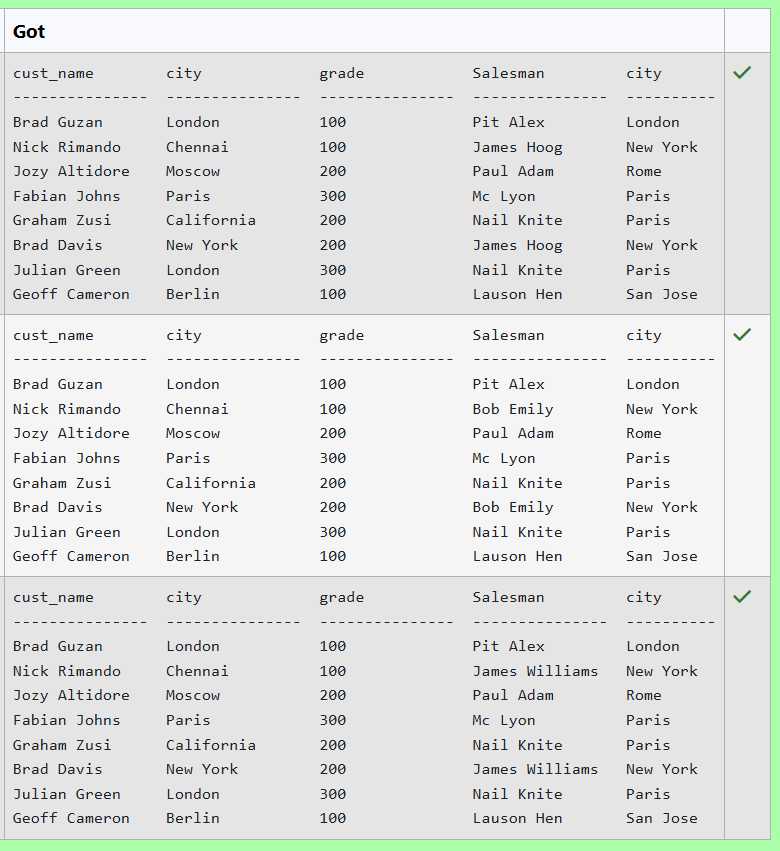 Got
cust_name        city             grade            Salesman         city
---------------  ---------------  ---------------  ---------------  ----------
Brad Guzan       London           100              Pit Alex         London
Nick Rimando     Chennai          100              James Hoog       New York
Jozy Altidore    Moscow           200              Paul Adam        Rome
Fabian Johns     Paris            300              Mc Lyon          Paris
Graham Zusi      California       200              Nail Knite       Paris
Brad Davis       New York         200              James Hoog       New York
Julian Green     London           300              Nail Knite       Paris
Geoff Cameron    Berlin           100              Lauson Hen       San Jose
cust_name        city             grade            Salesman         city
---------------  ---------------  ---------------  ---------------  ----------
Brad Guzan       London           100              Pit Alex         London
Nick Rimando     Chennai          100              Bob Emily        New York
Jozy Altidore    Moscow           200              Paul Adam        Rome
Fabian Johns     Paris            300              Mc Lyon          Paris
Graham Zusi      California       200              Nail Knite       Paris
Brad Davis       New York         200              Bob Emily        New York
Julian Green     London           300              Nail Knite       Paris
Geoff Cameron    Berlin           100              Lauson Hen       San Jose
cust_name        city             grade            Salesman         city
---------------  ---------------  ---------------  ---------------  ----------
Brad Guzan       London           100              Pit Alex         London
Nick Rimando     Chennai          100              James Williams   New York
Jozy Altidore    Moscow           200              Paul Adam        Rome
Fabian Johns     Paris            300              Mc Lyon          Paris
Graham Zusi      California       200              Nail Knite       Paris
Brad Davis       New York         200              James Williams   New York
Julian Green     London           300              Nail Knite       Paris
Geoff Cameron    Berlin           100              Lauson Hen       San Jose